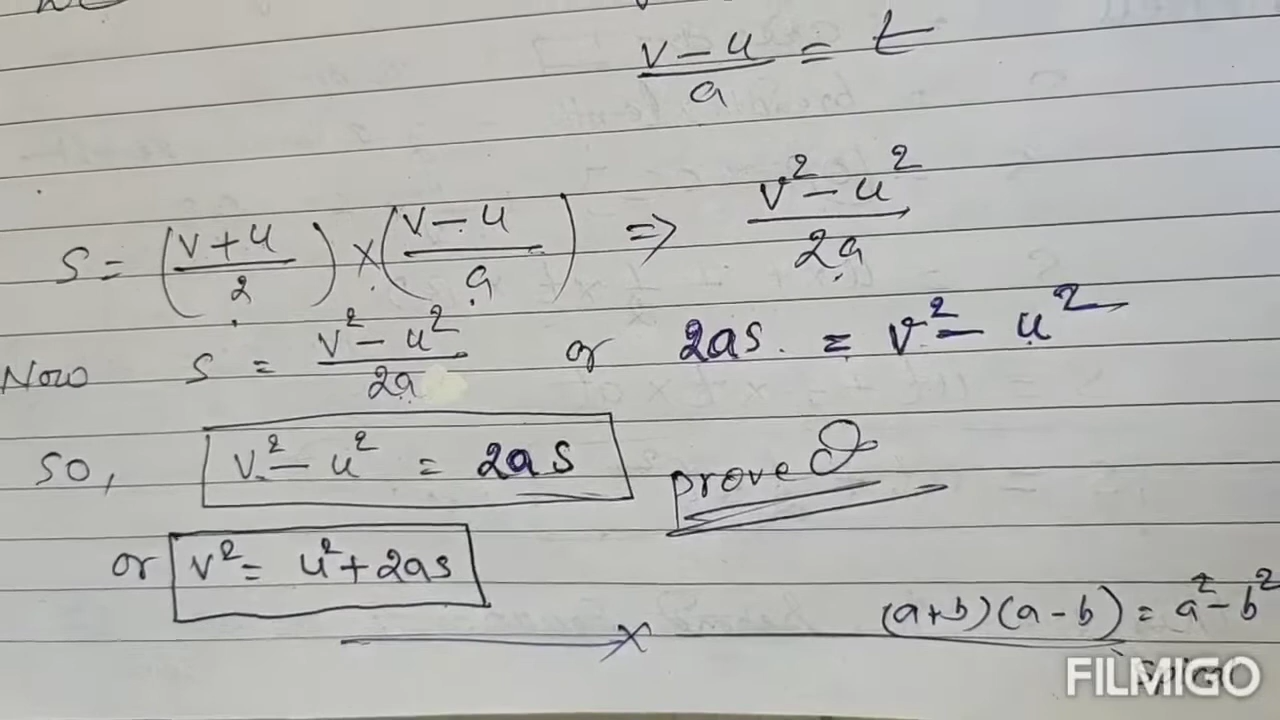 v - u / a = t
S = (v + u / 2) × (v - u / a) ⇒ v² - u² / 2a
Now S = v² - u² / 2a or 2as. = v² - u²
SO, v² - u² = 2as proved
or v² = u² + 2as
(a+b)(a-b) = a² - b²
FILMIGO